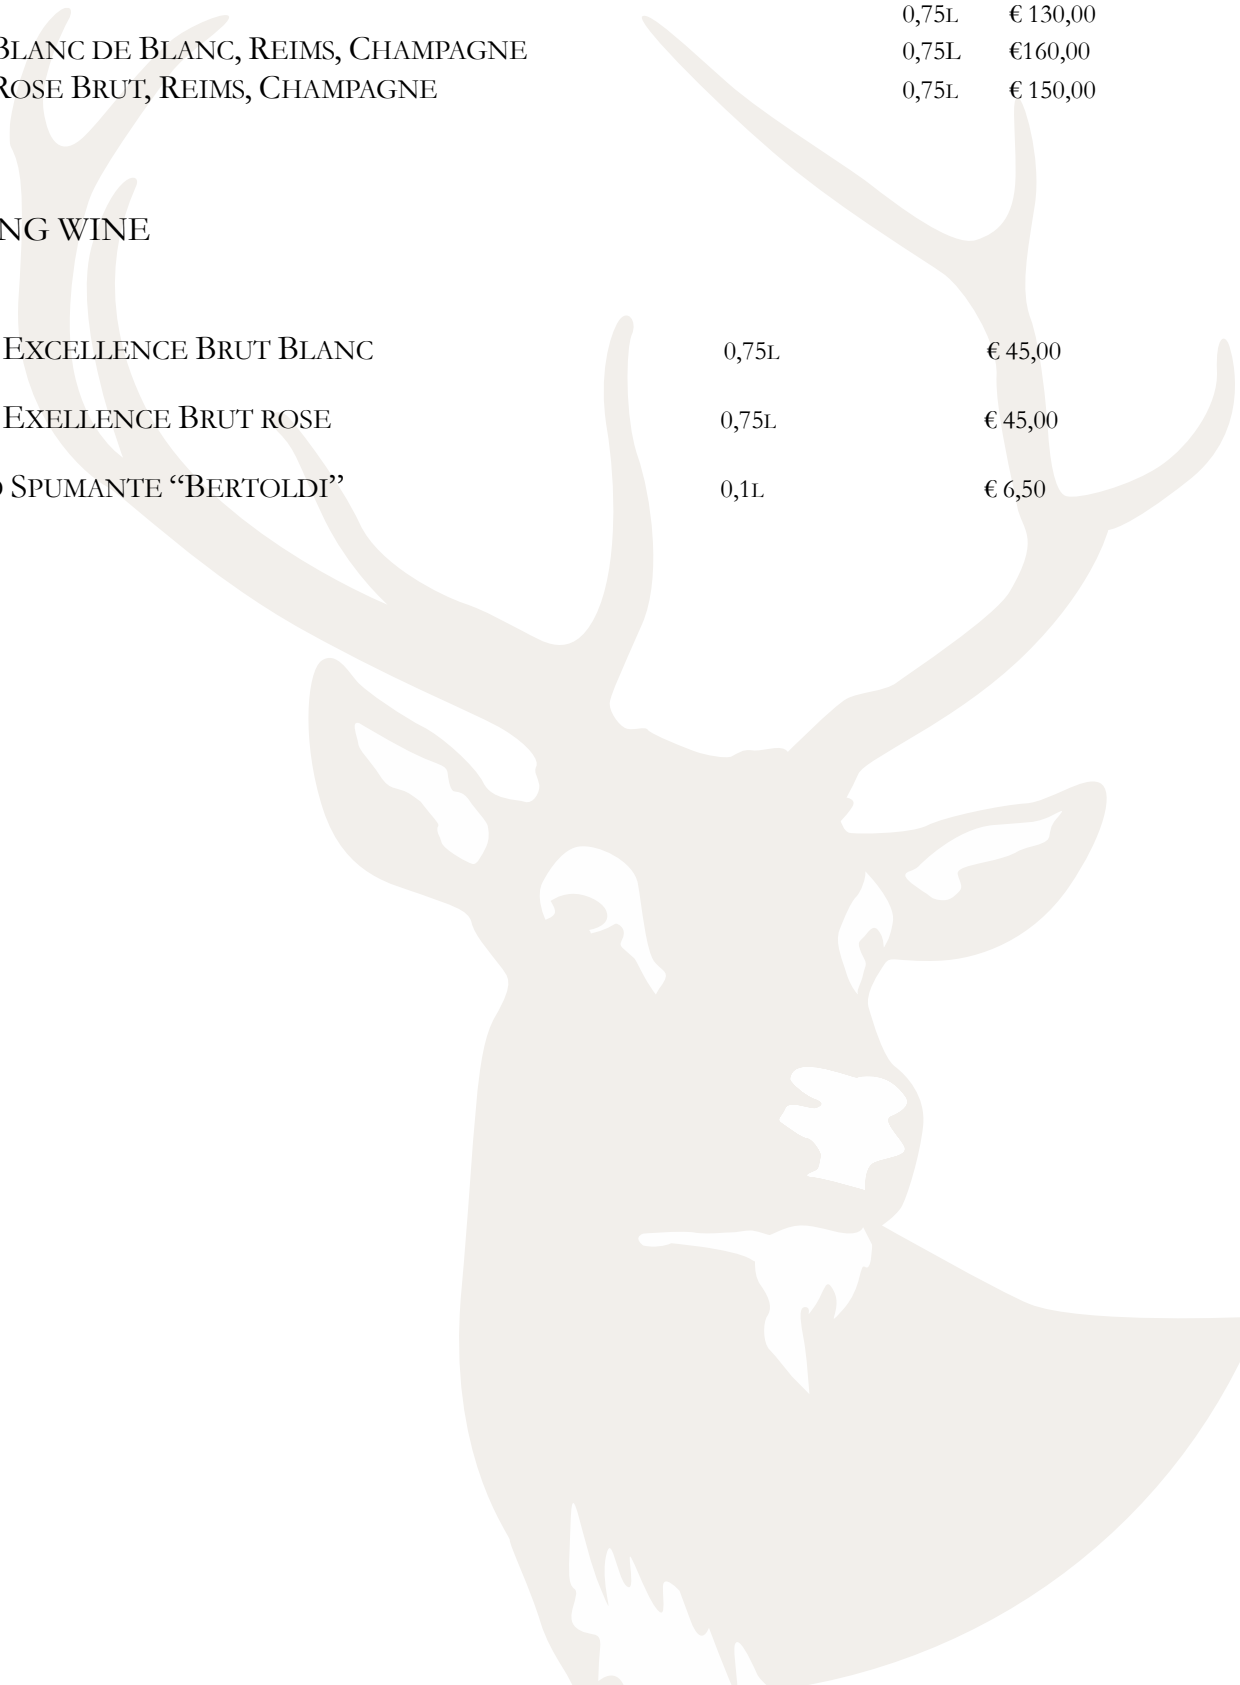 0,75L € 130,00
BLANC DE BLANC, REIMS, CHAMPAGNE 0,75L €160,00
ROSE BRUT, REIMS, CHAMPAGNE 0,75L € 150,00
NG WINE
EXCELLENCE BRUT BLANC 0,75L € 45,00
EXELLENCE BRUT ROSE 0,75L € 45,00
SPUMANTE “BERTOLDI” 0,1L € 6,50